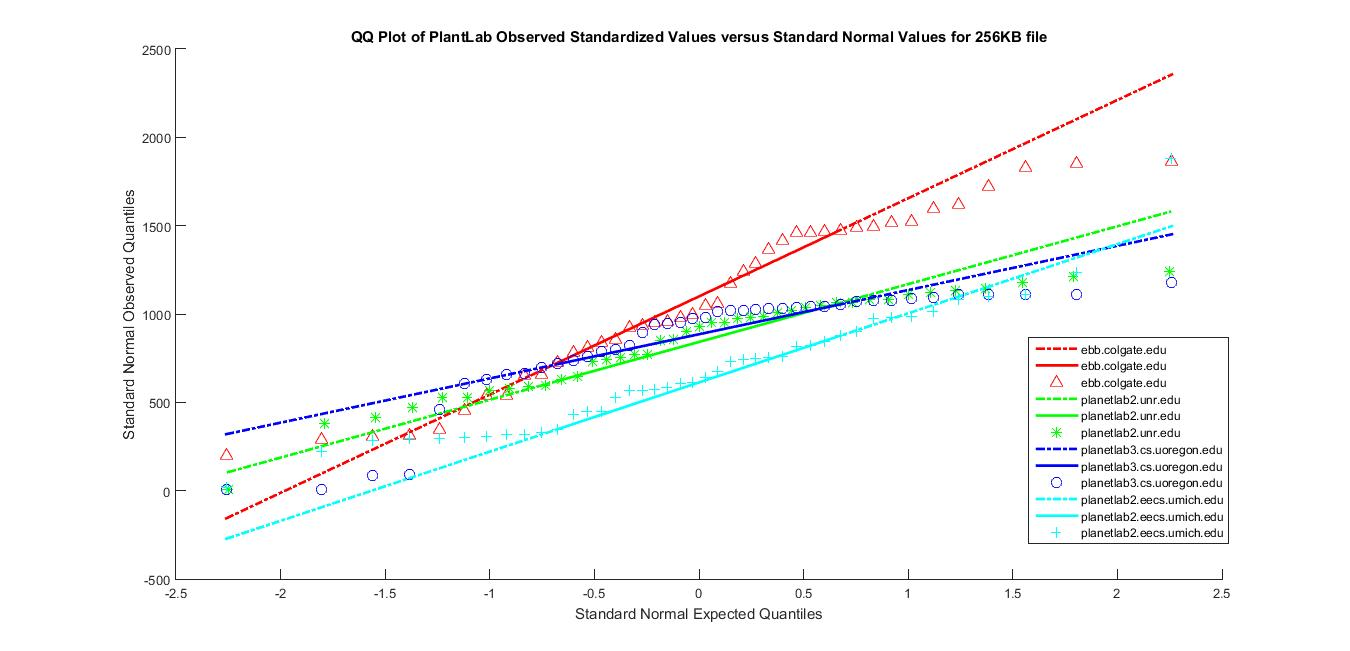 QQ Plot of PlantLab Observed Standardized Values versus Standard Normal Values for 256KB file
Standard Normal Observed Quantiles
2500
2000
1500
1000
500
0
-500
-2.5 -2 -1.5 -1 -0.5 0 0.5 1 1.5 2 2.5
Standard Normal Expected Quantiles
ebb.colgate.edu
ebb.colgate.edu
ebb.colgate.edu
planetlab2.unr.edu
planetlab2.unr.edu
planetlab2.unr.edu
planetlab3.cs.uoregon.edu
planetlab3.cs.uoregon.edu
planetlab3.cs.uoregon.edu
planetlab2.eecs.umich.edu
planetlab2.eecs.umich.edu
planetlab2.eecs.umich.edu